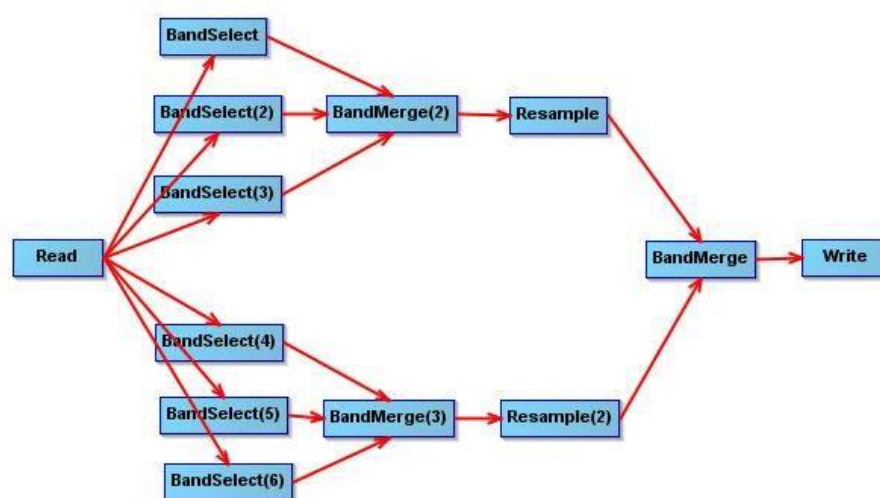 BandSelect
BandSelect(2)
BandMerge(2)
Resample
BandSelect(3)
Read
BandMerge
Write
BandSelect(4)
BandSelect(5)
BandMerge(3)
Resample(2)
BandSelect(6)